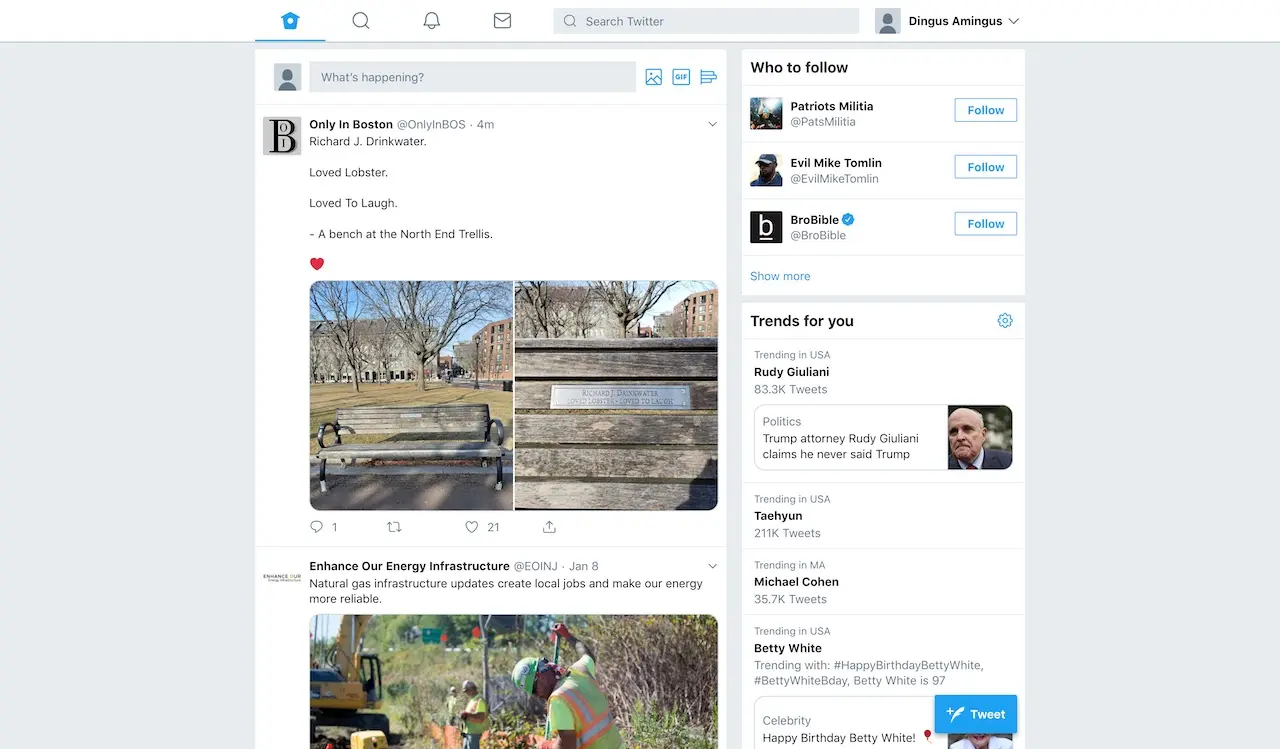 Search Twitter
Dingus Amingus
What's happening?
GIF
Only In Boston @OnlyInBOS · 4m
Richard J. Drinkwater.
Loved Lobster.
Loved To Laugh.
- A bench at the North End Trellis.
RICHARD J. DRINKWATER
LOVED LOBSTER · LOVED TO LAUGH
1
21
ENHANCE OUR
Energy Infrastructure
Enhance Our Energy Infrastructure @EOINJ · Jan 8
Natural gas infrastructure updates create local jobs and make our energy
more reliable.
Who to follow
Patriots Militia
@PatsMilitia
Follow
Evil Mike Tomlin
@EvilMikeTomlin
Follow
b
BroBible
@BroBible
Follow
Show more
Trends for you
Trending in USA
Rudy Giuliani
83.3K Tweets
Politics
Trump attorney Rudy Giuliani
claims he never said Trump
Trending in USA
Taehyun
211K Tweets
Trending in MA
Michael Cohen
35.7K Tweets
Trending in USA
Betty White
Trending with: #HappyBirthdayBettyWhite,
#BettyWhiteBday, Betty White is 97
Celebrity
Happy Birthday Betty White!
Tweet